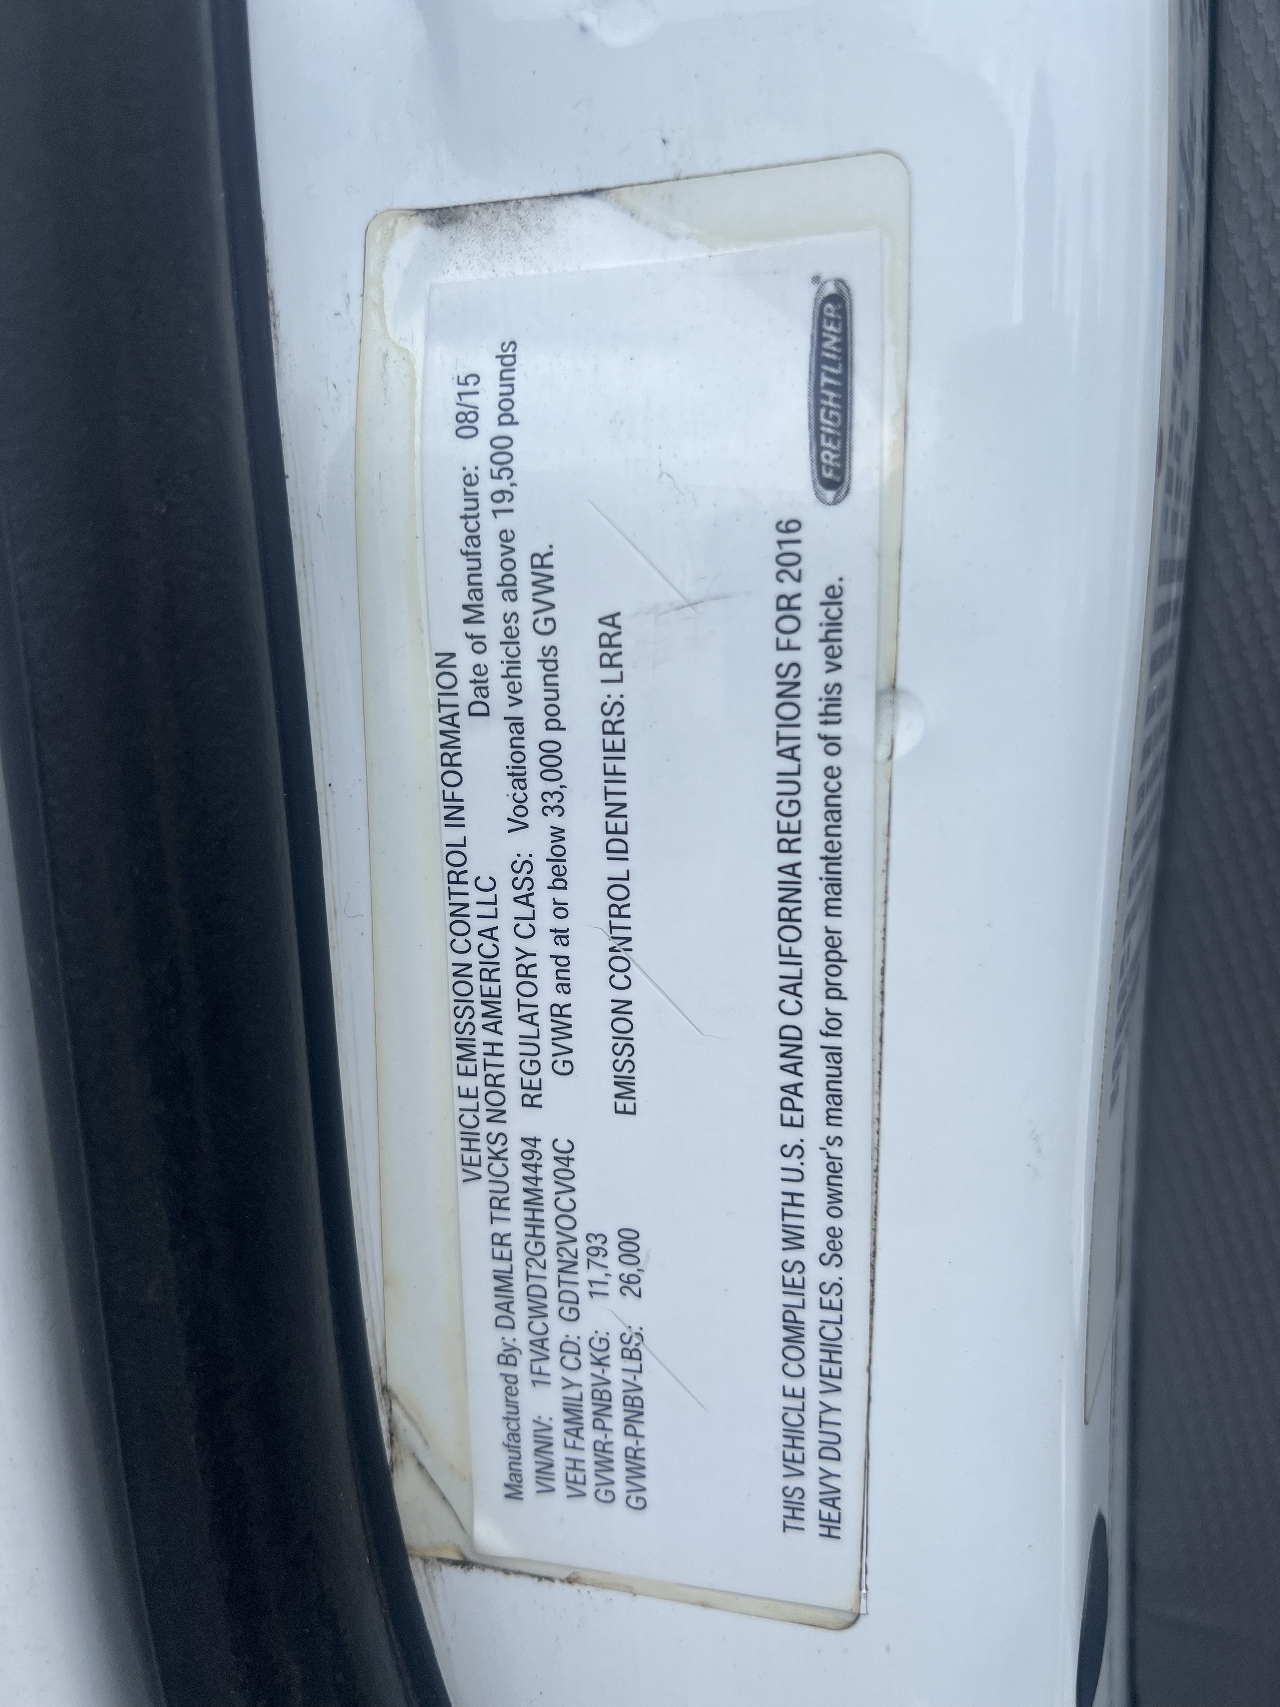 VEHICLE EMISSION CONTROL INFORMATION
Manufactured By: DAIMLER TRUCKS NORTH AMERICA LLC Date of Manufacture: 08/15
VIN/NIV: 1FVACWDT2GHHM4494 REGULATORY CLASS: Vocational vehicles above 19,500 pounds
VEH FAMILY CD: GDTN2VOCV04C GVWR and at or below 33,000 pounds GVWR.
GVWR-PNBV-KG: 11,793
GVWR-PNBV-LBS: 26,000 EMISSION CONTROL IDENTIFIERS: LRRA
THIS VEHICLE COMPLIES WITH U.S. EPA AND CALIFORNIA REGULATIONS FOR 2016
HEAVY DUTY VEHICLES. See owner's manual for proper maintenance of this vehicle.
FREIGHTLINER